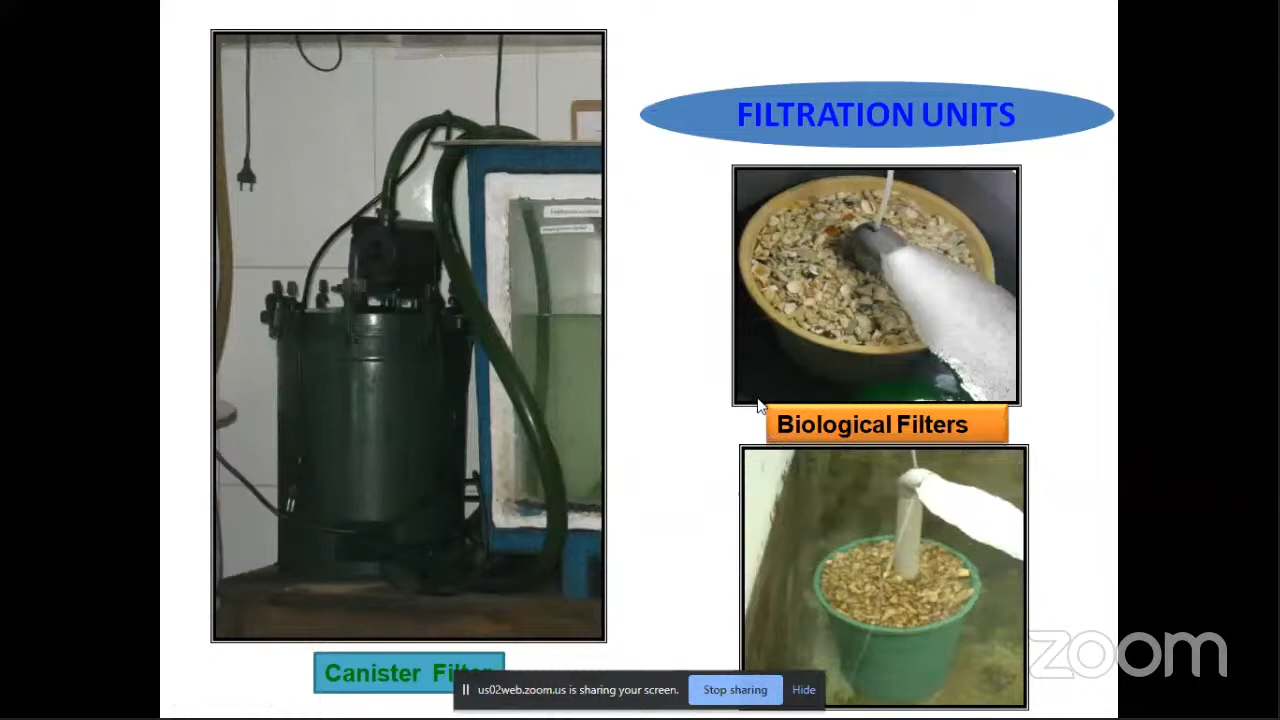 FILTRATION UNITS
Biological Filters
Canister Filter
us02web.zoom.us is sharing your screen.
Stop sharing
Hide
zoom